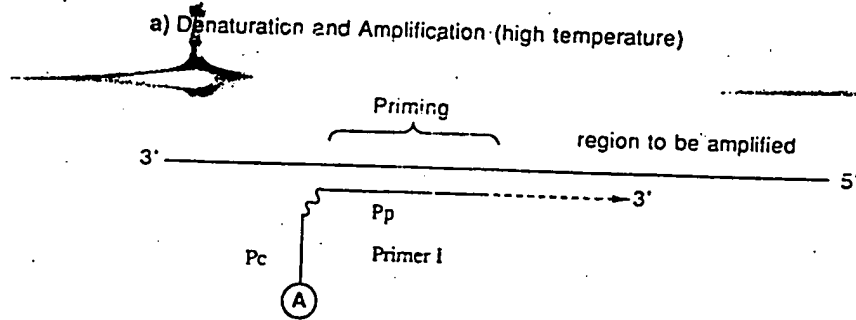 a) Denaturation and Amplification (high temperature)
Priming
region to be amplified
3' 5'
3'
Pp
Pc Primer I
A